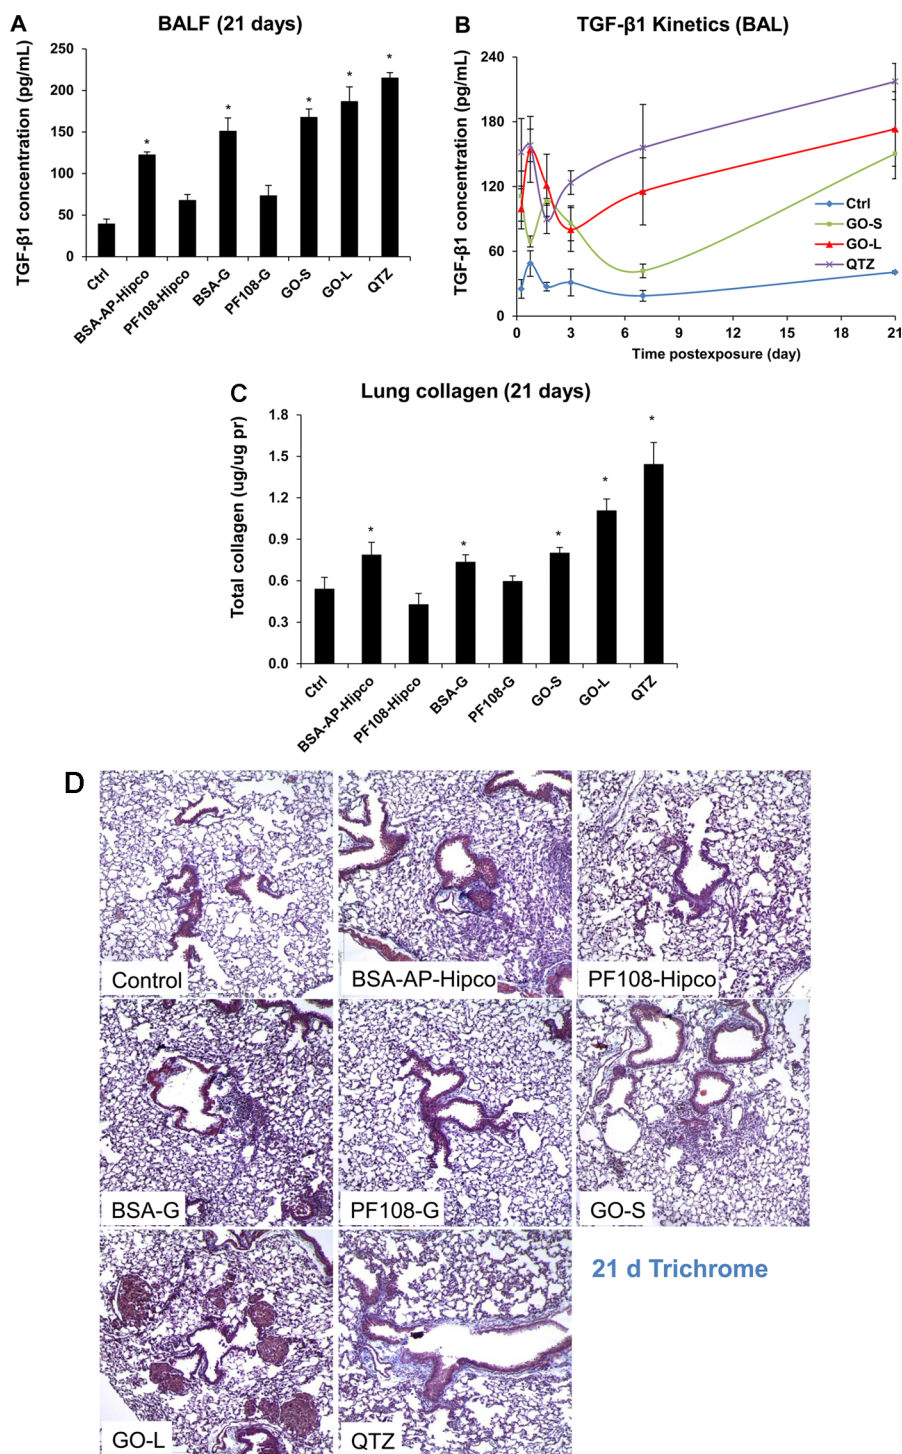 A
BALF (21 days)
TGF-β1 concentration (pg/mL)
250
200
150
100
50
0
*
*
*
*
*
Ctrl
BSA-AP-Hipco
PF108-Hipco
BSA-G
PF108-G
GO-S
GO-L
QTZ
B
TGF-β1 Kinetics (BAL)
TGF-β1 concentration (pg/mL)
240
180
120
60
0
0 3 6 9 12 15 18 21
Time postexposure (day)
Ctrl
GO-S
GO-L
QTZ
C
Lung collagen (21 days)
Total collagen (ug/ug pr)
1.8
1.5
1.2
0.9
0.6
0.3
0.0
*
*
*
*
*
Ctrl
BSA-AP-Hipco
PF108-Hipco
BSA-G
PF108-G
GO-S
GO-L
QTZ
D
Control
BSA-AP-Hipco
PF108-Hipco
BSA-G
PF108-G
GO-S
GO-L
QTZ
21 d Trichrome